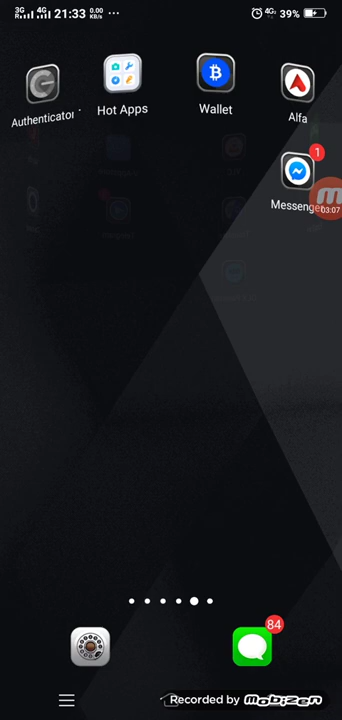 3G 4G 21:33 0.00 KB/s ... 4G 39%
Authenticator
Hot Apps
Wallet
Alfa
1
Messenge
03:07
84
Recorded by mobizen